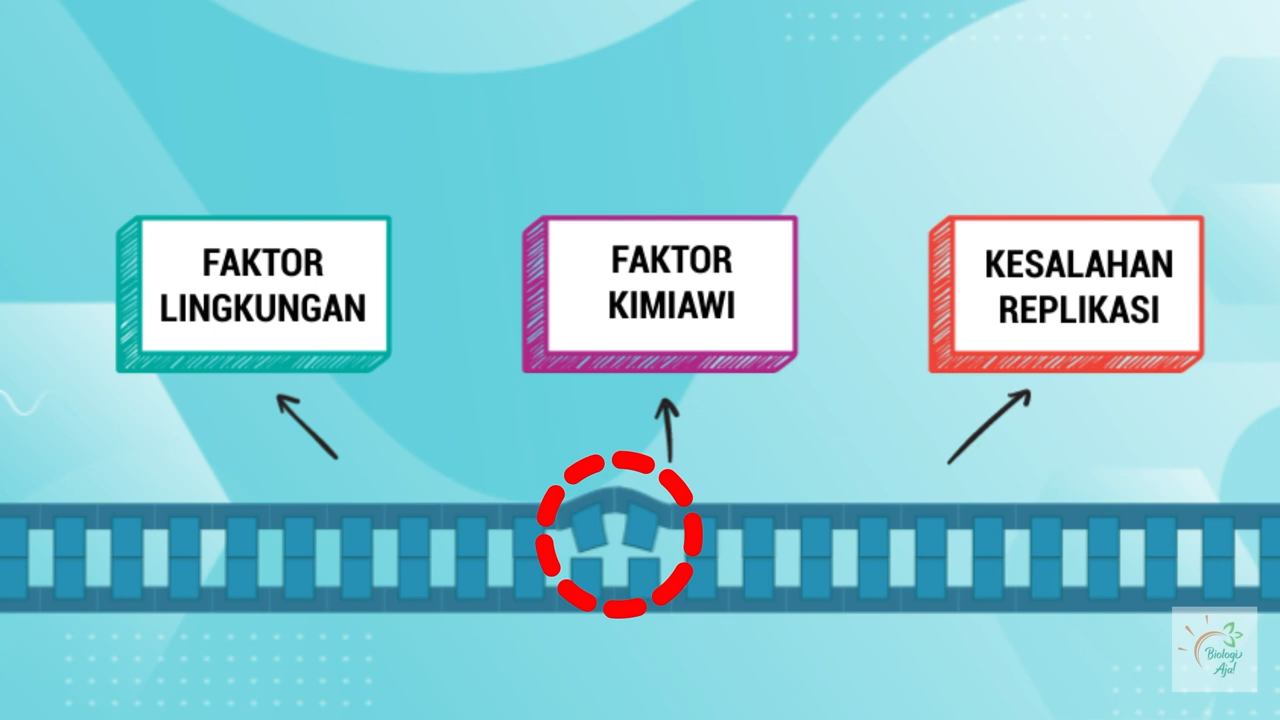 FAKTOR
LINGKUNGAN
FAKTOR
KIMIAWI
KESALAHAN
REPLIKASI
Biologi
Aja!